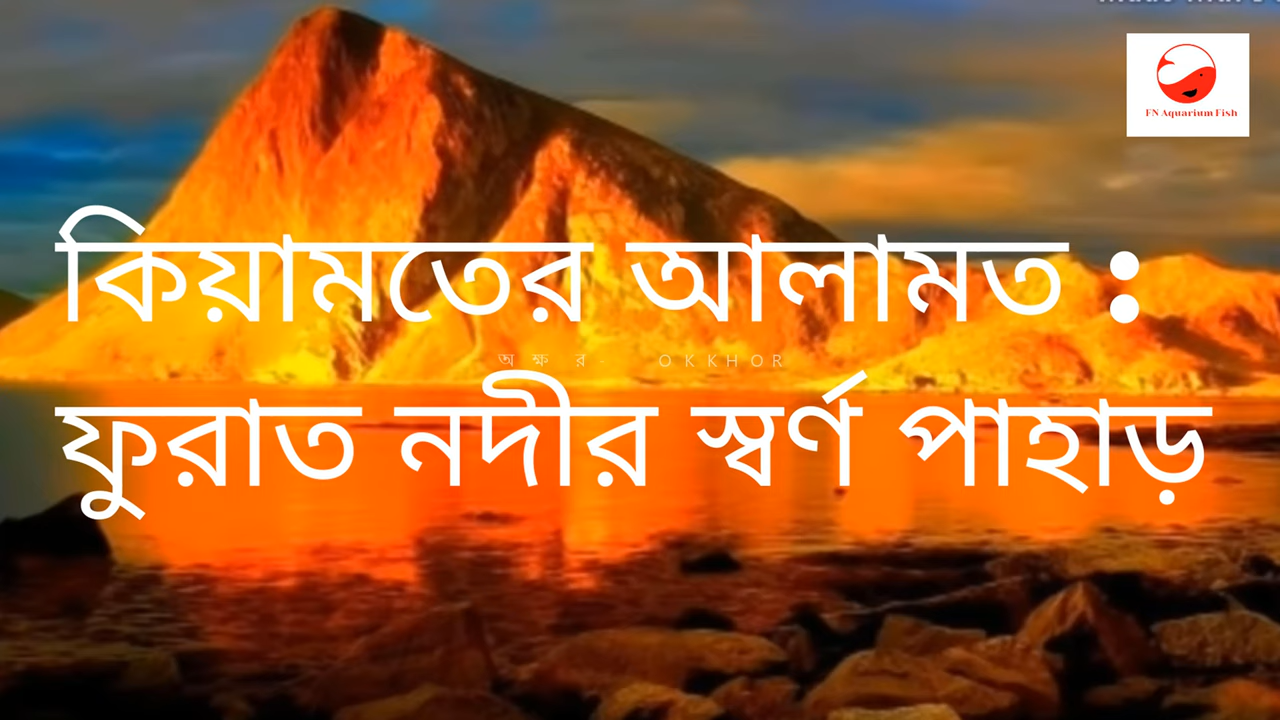 FN Aquarium Fish
কিয়ামতের আলামত :
অক্ষর- OKKHOR
ফুরাত নদীর স্বর্ণ পাহাড়